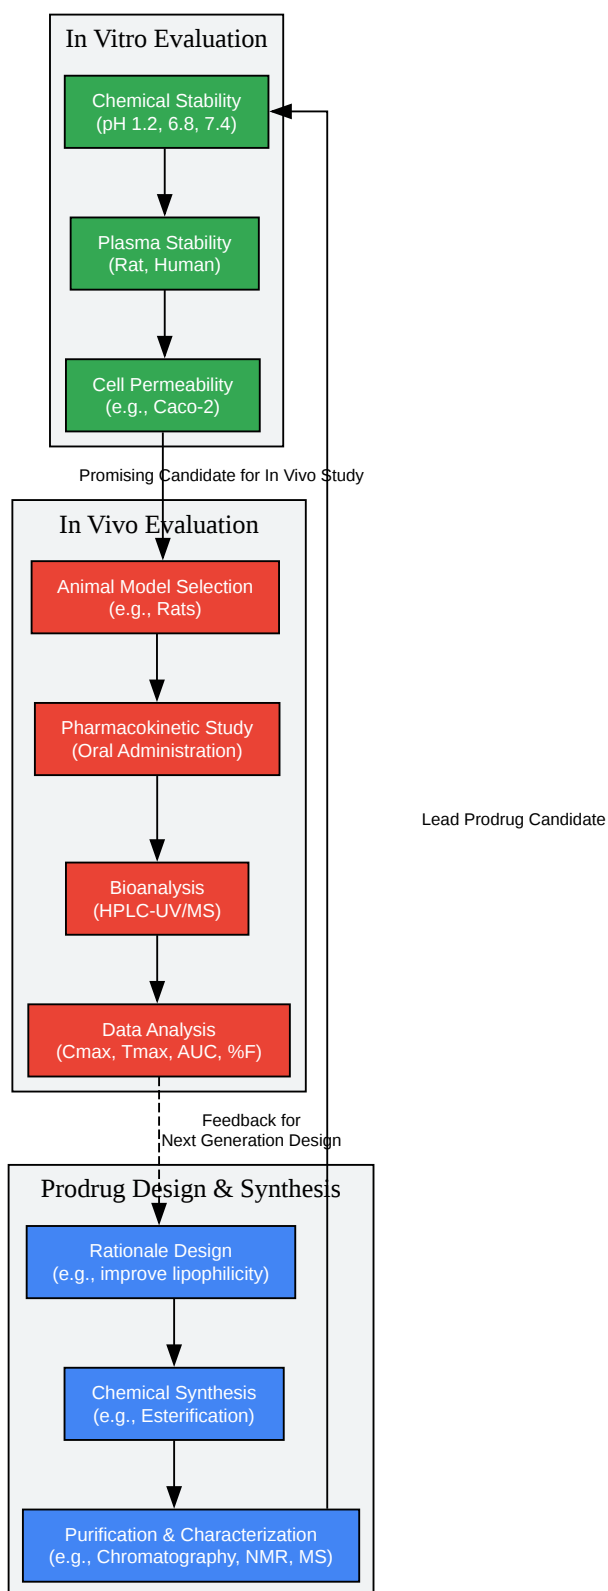 In Vitro Evaluation
Chemical Stability
(pH 1.2, 6.8, 7.4)
Plasma Stability
(Rat, Human)
Cell Permeability
(e.g., Caco-2)
Promising Candidate for In Vivo Study
In Vivo Evaluation
Animal Model Selection
(e.g., Rats)
Pharmacokinetic Study
(Oral Administration)
Lead Prodrug Candidate
Bioanalysis
(HPLC-UV/MS)
Data Analysis
(Cmax, Tmax, AUC, %F)
Feedback for
Next Generation Design
Prodrug Design & Synthesis
Rationale Design
(e.g., improve lipophilicity)
Chemical Synthesis
(e.g., Esterification)
Purification & Characterization
(e.g., Chromatography, NMR, MS)